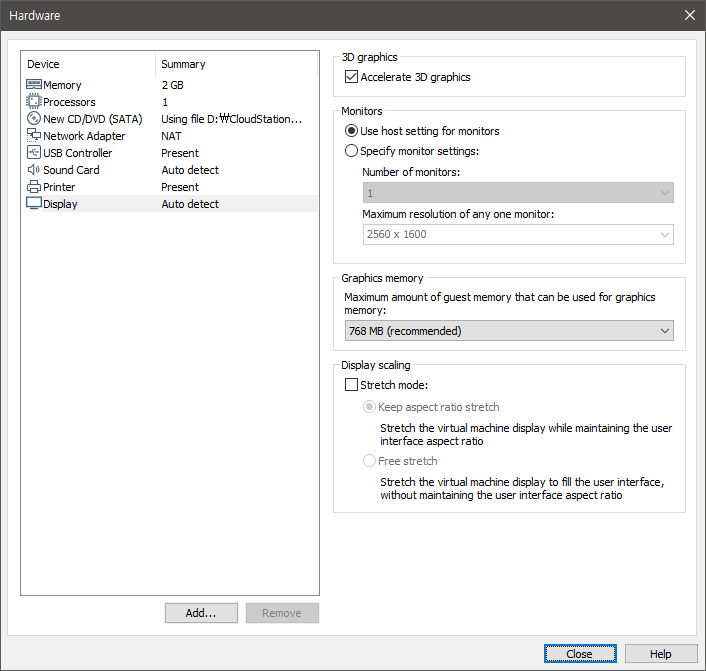 Hardware
Device Summary
Memory 2 GB
Processors 1
New CD/DVD (SATA) Using file D:₩CloudStation...
Network Adapter NAT
USB Controller Present
Sound Card Auto detect
Printer Present
Display Auto detect
Add...
Remove
3D graphics
Accelerate 3D graphics
Monitors
Use host setting for monitors
Specify monitor settings:
Number of monitors:
1
Maximum resolution of any one monitor:
2560 x 1600
Graphics memory
Maximum amount of guest memory that can be used for graphics
memory:
768 MB (recommended)
Display scaling
Stretch mode:
Keep aspect ratio stretch
Stretch the virtual machine display while maintaining the user
interface aspect ratio
Free stretch
Stretch the virtual machine display to fill the user interface,
without maintaining the user interface aspect ratio
Close
Help